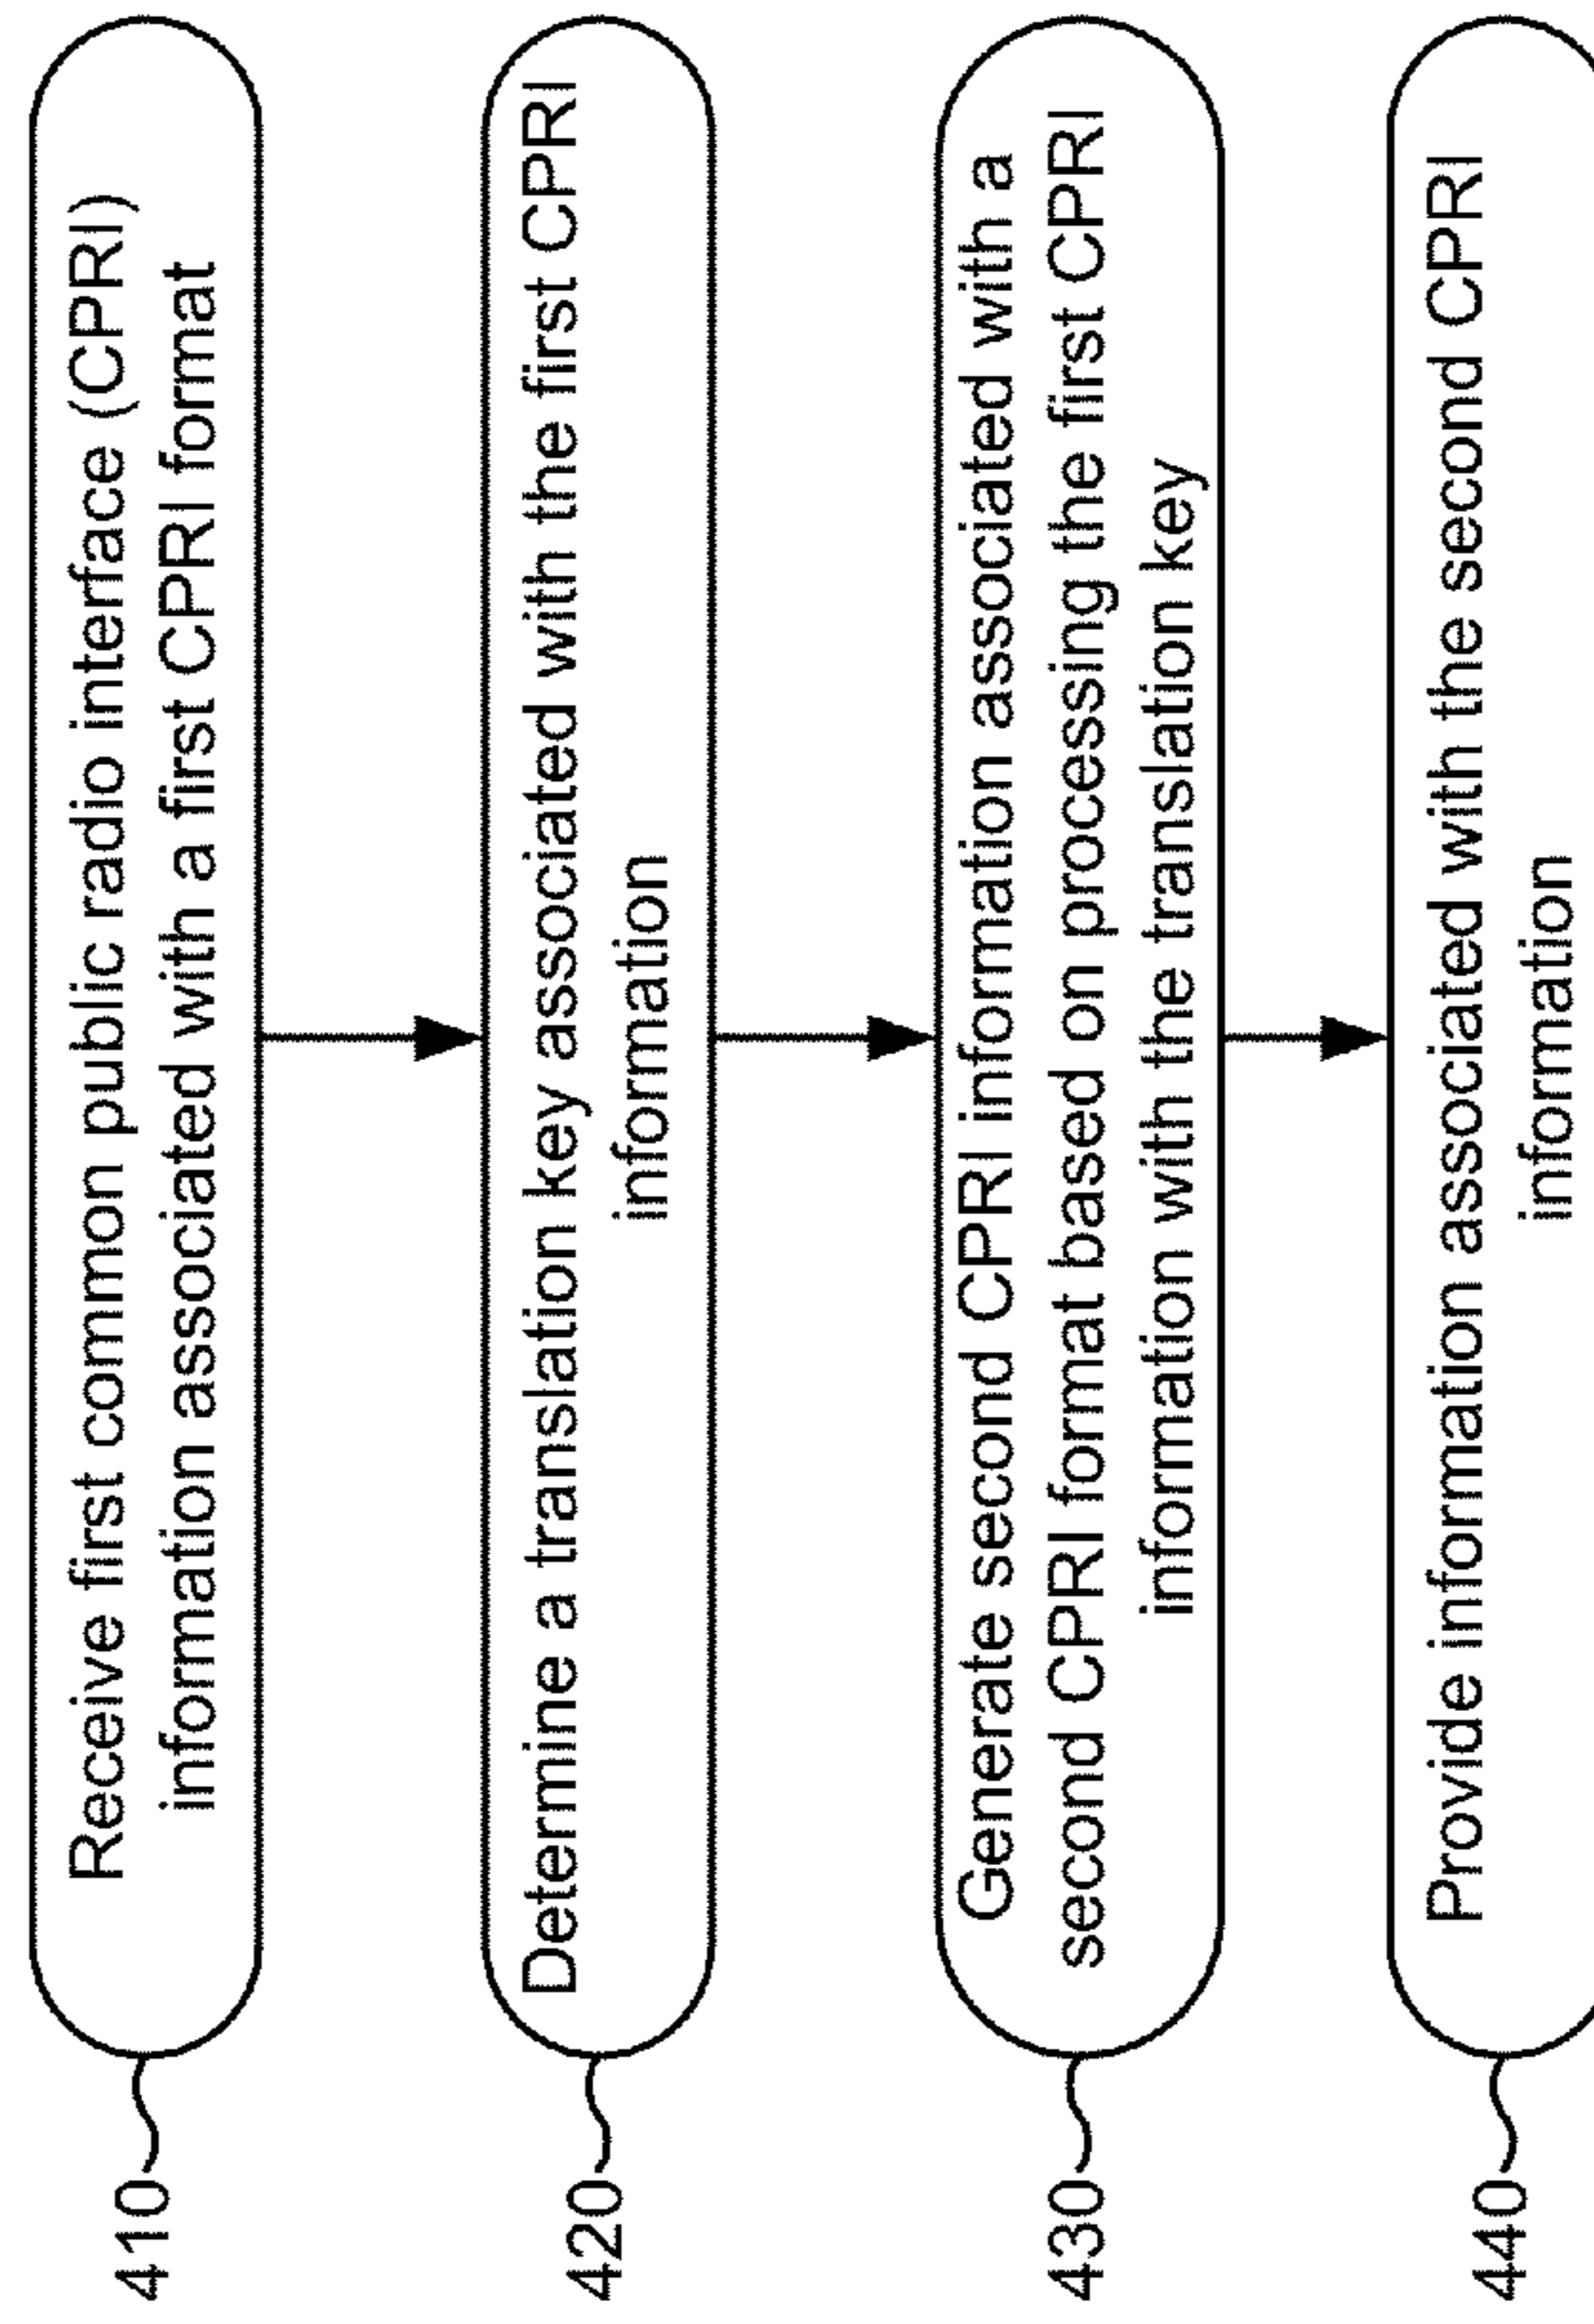 410
Receive first common public radio interface (CPRI)
information associated with a first CPRI format
420
Determine a translation key associated with the first CPRI
information
430
Generate second CPRI information associated with a
second CPRI format based on processing the first CPRI
information with the translation key
440
Provide information associated with the second CPRI
information